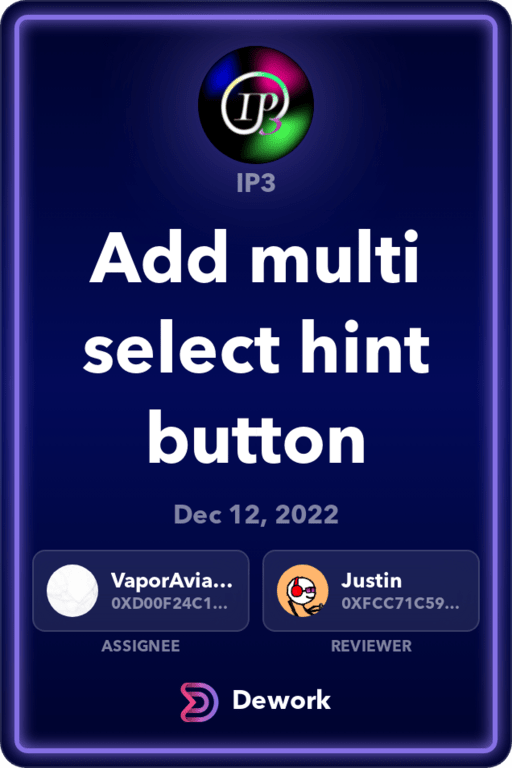 IP3
IP3
Add multi
select hint
button
Dec 12, 2022
VaporAvia...
0XD00F24C1...
Justin
0XFCC71C59...
ASSIGNEE
REVIEWER
Dework